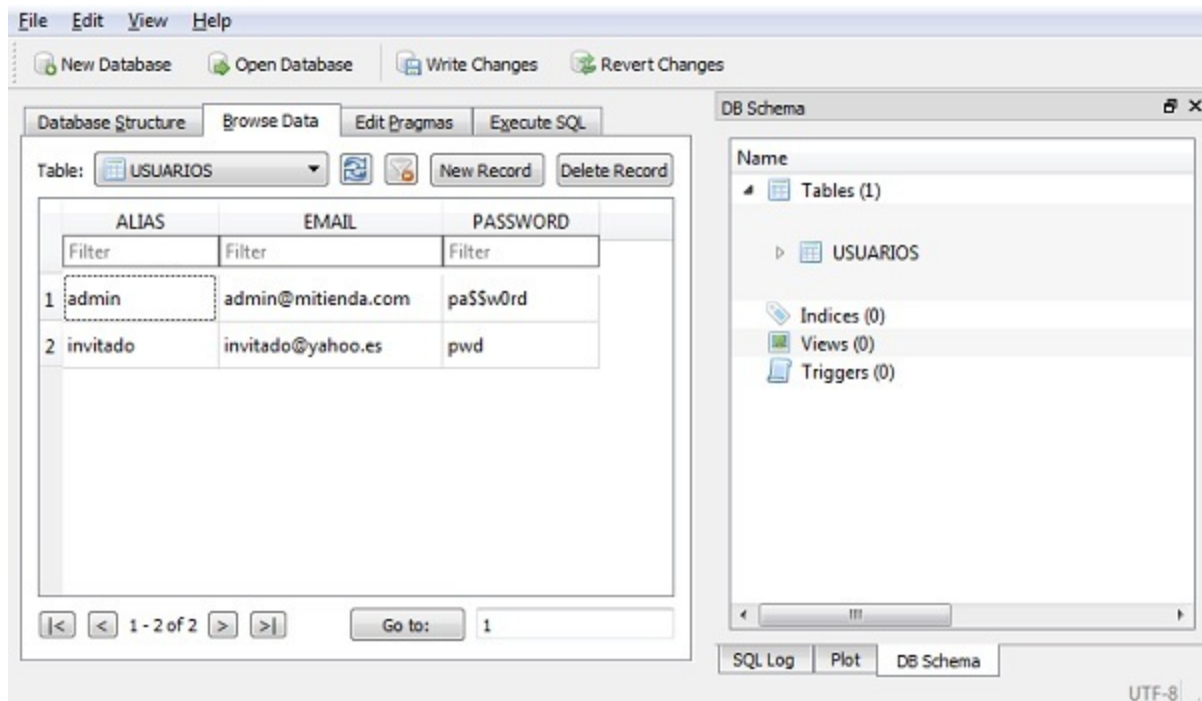 File Edit View Help
New Database Open Database Write Changes Revert Changes
Database Structure Browse Data Edit Pragmas Execute SQL
Table: USUARIOS New Record Delete Record
ALIAS EMAIL PASSWORD
Filter Filter Filter
1 admin admin@mitienda.com pa$$w0rd
2 invitado invitado@yahoo.es pwd
|< < 1 - 2 of 2 > >| Go to: 1
DB Schema
Name
Tables (1)
USUARIOS
Indices (0)
Views (0)
Triggers (0)
SQL Log Plot DB Schema
UTF-8